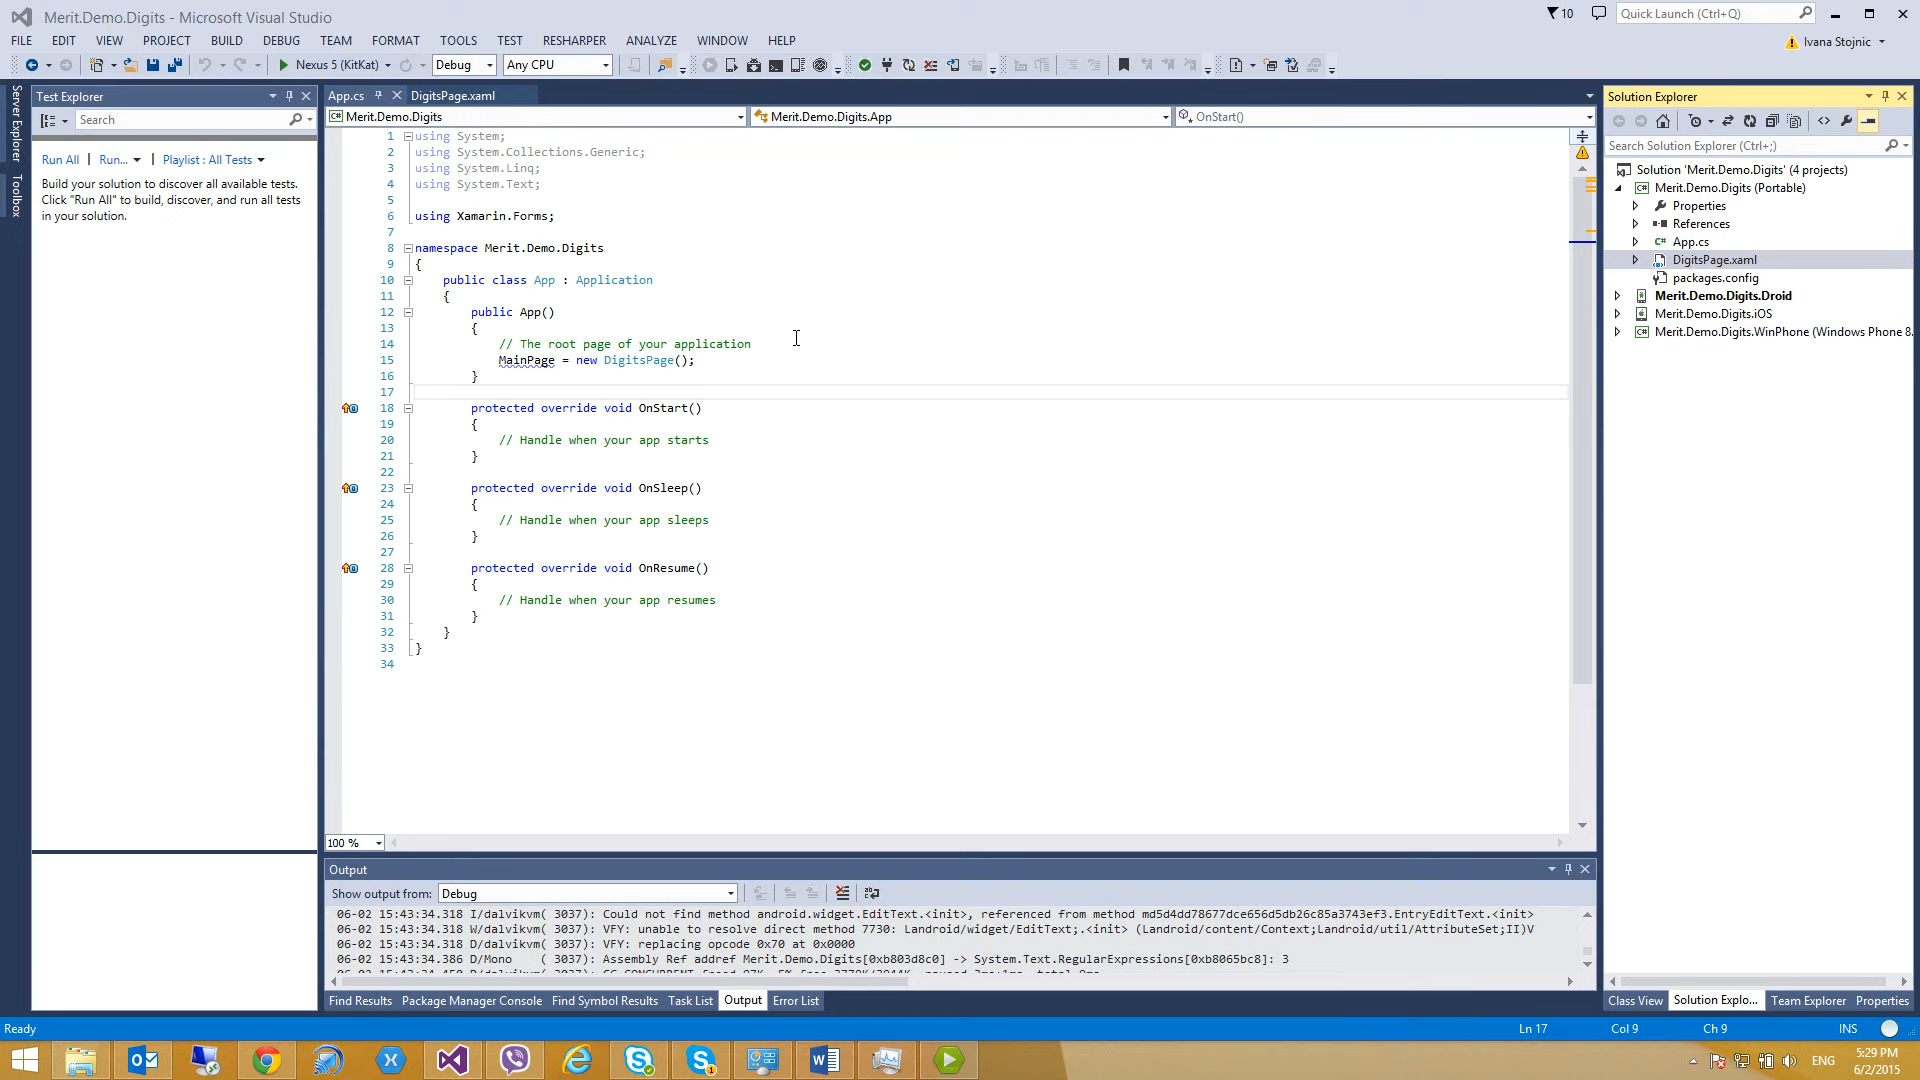 Merit.Demo.Digits - Microsoft Visual Studio
10
Quick Launch (Ctrl+Q)
FILE EDIT VIEW PROJECT BUILD DEBUG TEAM FORMAT TOOLS TEST RESHARPER ANALYZE WINDOW HELP
Ivana Stojnic
Nexus 5 (KitKat) Debug Any CPU
Server Explorer
Toolbox
Test Explorer
Search
Run All Run... Playlist : All Tests
Build your solution to discover all available tests.
Click "Run All" to build, discover, and run all tests
in your solution.
App.cs DigitsPage.xaml
Merit.Demo.Digits Merit.Demo.Digits.App OnStart()
1 using System;
2 using System.Collections.Generic;
3 using System.Linq;
4 using System.Text;
5
6 using Xamarin.Forms;
7
8 namespace Merit.Demo.Digits
9 {
10 public class App : Application
11 {
12 public App()
13 {
14 // The root page of your application
15 MainPage = new DigitsPage();
16 }
17
18 protected override void OnStart()
19 {
20 // Handle when your app starts
21 }
22
23 protected override void OnSleep()
24 {
25 // Handle when your app sleeps
26 }
27
28 protected override void OnResume()
29 {
30 // Handle when your app resumes
31 }
32 }
33 }
34
100 %
Output
Show output from: Debug
06-02 15:43:34.318 I/dalvikvm( 3037): Could not find method android.widget.EditText.<init>, referenced from method md5d4dd78677dce656d5db26c85a3743ef3.EntryEditText.<init>
06-02 15:43:34.318 W/dalvikvm( 3037): VFY: unable to resolve direct method 7730: Landroid/widget/EditText;.<init> (Landroid/content/Context;Landroid/util/AttributeSet;II)V
06-02 15:43:34.318 D/dalvikvm( 3037): VFY: replacing opcode 0x70 at 0x0000
06-02 15:43:34.386 D/Mono ( 3037): Assembly Ref addref Merit.Demo.Digits[0xb803d8c0] -> System.Text.RegularExpressions[0xb8065bc8]: 3
Find Results Package Manager Console Find Symbol Results Task List Output Error List
Solution Explorer
Search Solution Explorer (Ctrl+;)
Solution 'Merit.Demo.Digits' (4 projects)
Merit.Demo.Digits (Portable)
Properties
References
App.cs
DigitsPage.xaml
packages.config
Merit.Demo.Digits.Droid
Merit.Demo.Digits.iOS
Merit.Demo.Digits.WinPhone (Windows Phone 8.
Class View Solution Explo... Team Explorer Properties
Ready Ln 17 Col 9 Ch 9 INS
ENG
5:29 PM
6/2/2015